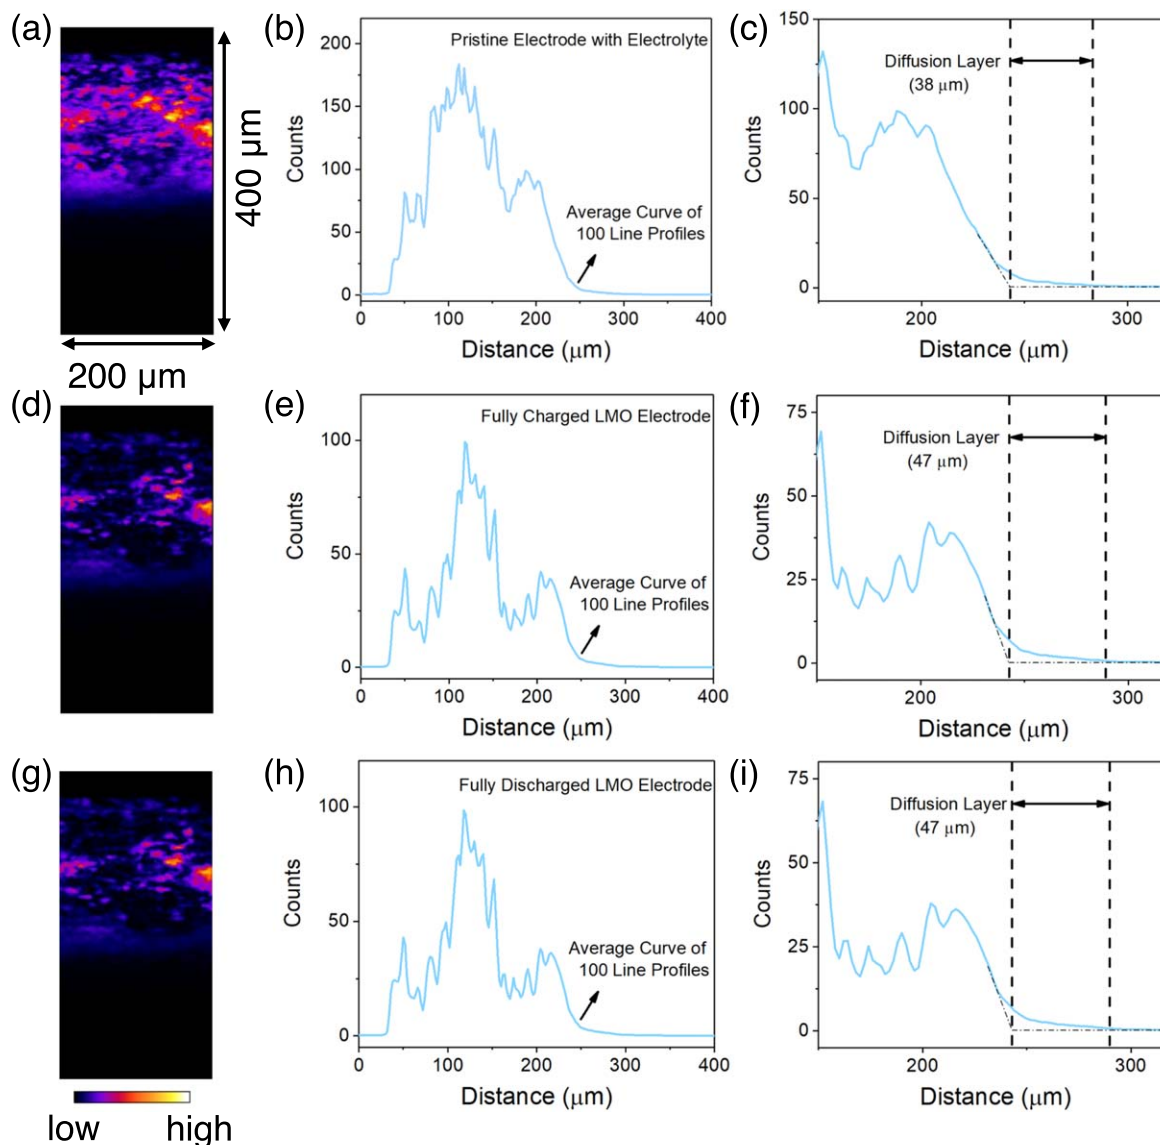 (a)
400 µm
200 µm
(b)
200
150
100
50
0
Counts
Pristine Electrode with Electrolyte
Average Curve of
100 Line Profiles
0
100
200
300
400
Distance (µm)
(c)
150
100
50
0
Counts
Diffusion Layer
(38 µm)
200
300
Distance (µm)
(d)
(e)
100
50
0
Counts
Fully Charged LMO Electrode
Average Curve of
100 Line Profiles
0
100
200
300
400
Distance (µm)
(f)
75
50
25
0
Counts
Diffusion Layer
(47 µm)
200
300
Distance (µm)
(g)
low
high
(h)
100
50
0
Counts
Fully Discharged LMO Electrode
Average Curve of
100 Line Profiles
0
100
200
300
400
Distance (µm)
(i)
75
50
25
0
Counts
Diffusion Layer
(47 µm)
200
300
Distance (µm)